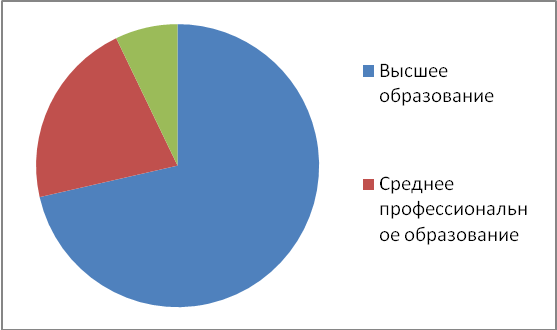 Высшее
образование
Среднее
профессиональн
ое образование